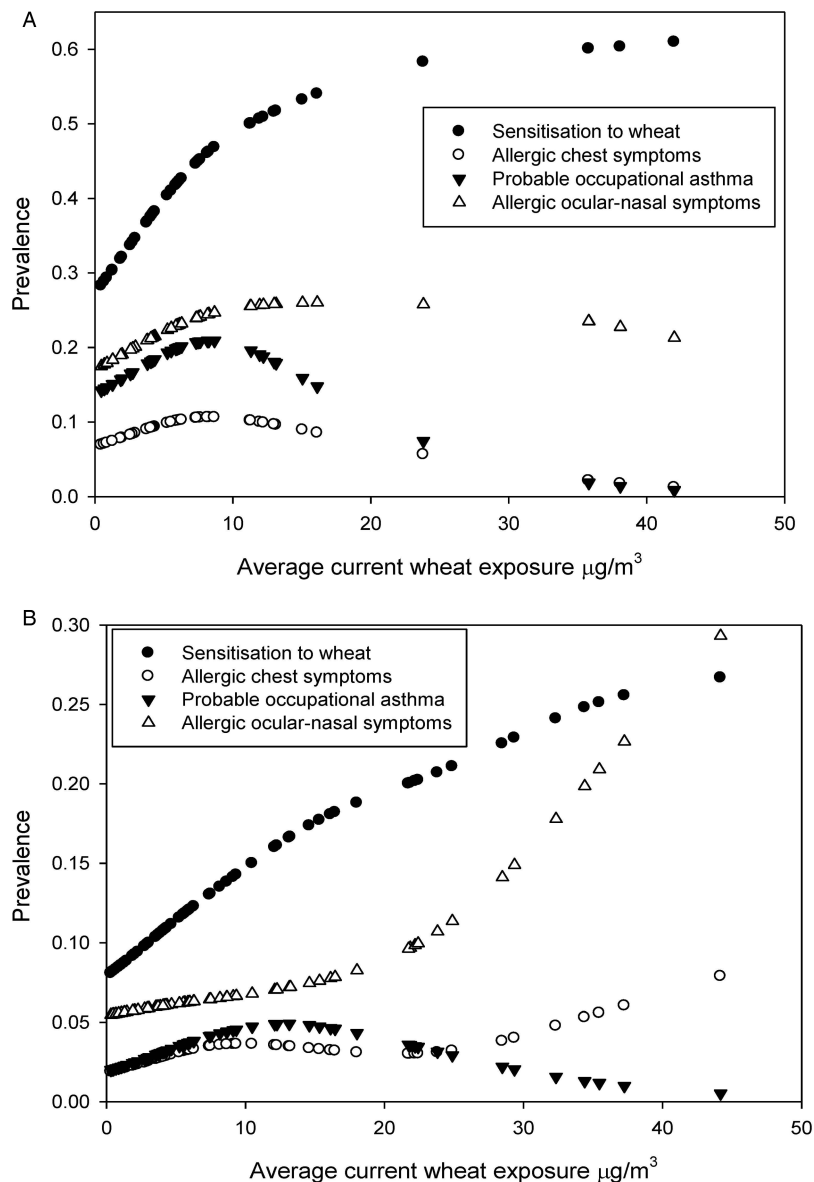 A
0.6
0.5
0.4
0.3
0.2
0.1
0.0
Prevalence
Sensitisation to wheat
Allergic chest symptoms
Probable occupational asthma
Allergic ocular-nasal symptoms
0 10 20 30 40 50
Average current wheat exposure μg/m³
B
0.30
0.25
0.20
0.15
0.10
0.05
0.00
Prevalence
Sensitisation to wheat
Allergic chest symptoms
Probable occupational asthma
Allergic ocular-nasal symptoms
0 10 20 30 40 50
Average current wheat exposure μg/m³